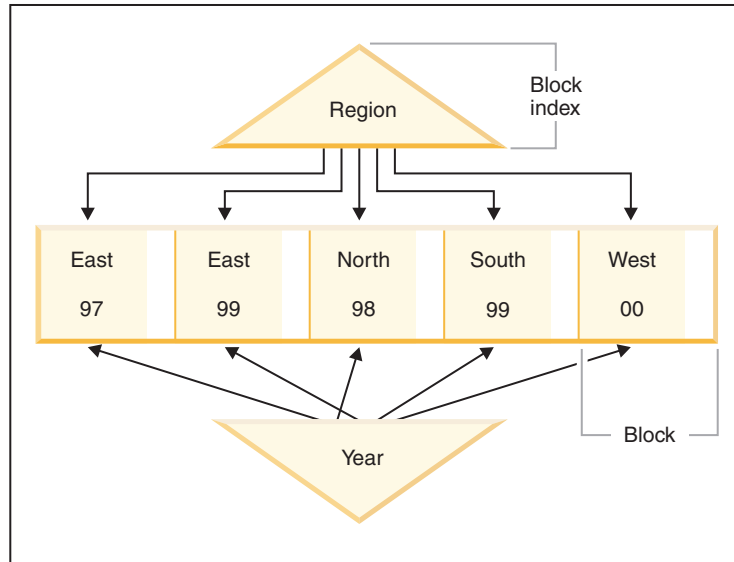 Region
Block
index
East East North South West
97 99 98 99 00
Block
Year